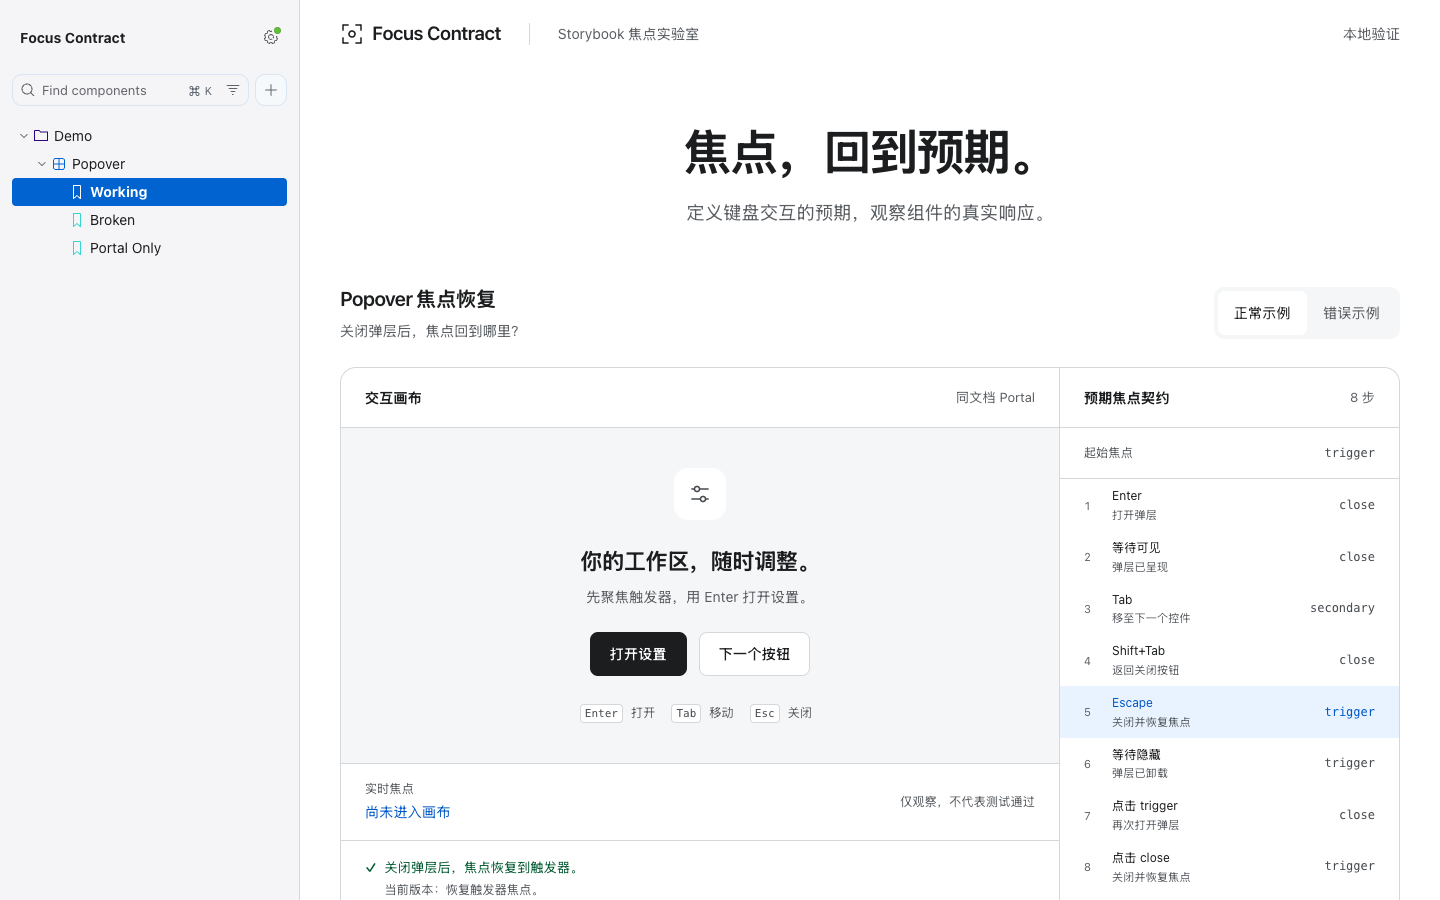 Focus Contract
Find components
⌘ K
Demo
Popover
Working
Broken
Portal Only
Focus Contract
Storybook 焦点实验室
本地验证
焦点，回到预期。
定义键盘交互的预期，观察组件的真实响应。
Popover 焦点恢复
关闭弹层后，焦点回到哪里？
正常示例
错误示例
交互画布
同文档 Portal
你的工作区，随时调整。
先聚焦触发器，用 Enter 打开设置。
打开设置
下一个按钮
Enter 打开 Tab 移动 Esc 关闭
实时焦点
尚未进入画布
仅观察，不代表测试通过
关闭弹层后，焦点恢复到触发器。
当前版本：恢复触发器焦点。
预期焦点契约
8 步
起始焦点
trigger
1
Enter
打开弹层
close
2
等待可见
弹层已呈现
close
3
Tab
移至下一个控件
secondary
4
Shift+Tab
返回关闭按钮
close
5
Escape
关闭并恢复焦点
trigger
6
等待隐藏
弹层已卸载
trigger
7
点击 trigger
再次打开弹层
close
8
点击 close
关闭并恢复焦点
trigger